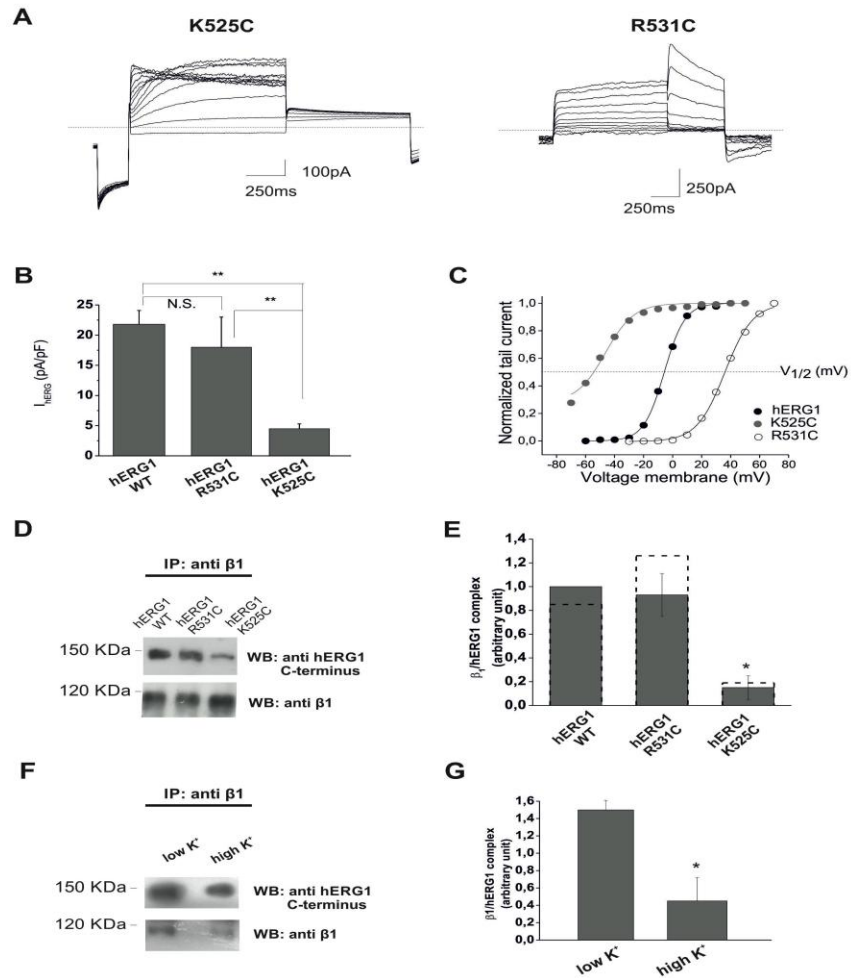 A
K525C
R531C
100pA
250ms
250pA
250ms
B
**
N.S.
**
25
20
15
10
5
0
I hERG (pA/pF)
hERG1 WT
hERG1 R531C
hERG1 K525C
C
1,0
0,8
0,6
0,4
0,2
0,0
Normalized tail current
V1/2 (mV)
hERG1
K525C
R531C
-80 -60 -40 -20 0 20 40 60 80
Voltage membrane (mV)
D
IP: anti β1
hERG1 WT
hERG1 R531C
hERG1 K525C
150 KDa -
WB: anti hERG1
C-terminus
120 KDa -
WB: anti β1
E
1,4
1,2
1,0
0,8
0,6
0,4
0,2
0,0
β1/hERG1 complex
(arbitrary unit)
*
hERG1 WT
hERG1 R531C
hERG1 K525C
F
IP: anti β1
low K+
high K+
150 KDa -
WB: anti hERG1
C-terminus
120 KDa -
WB: anti β1
G
1,6
1,4
1,2
1,0
0,8
0,6
0,4
0,2
0,0
β1/hERG1 complex
(arbitrary unit)
*
low K+
high K+